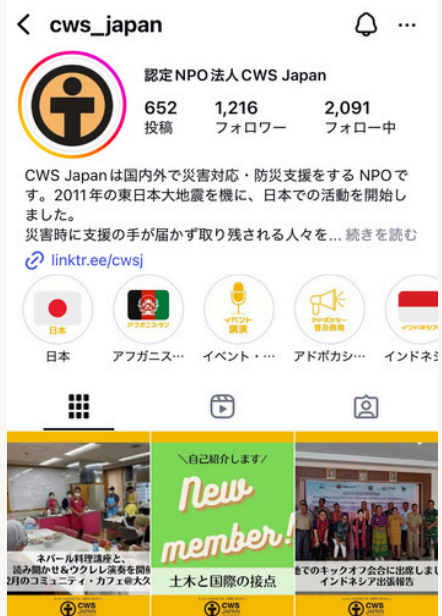 cws_japan
認定NPO法人CWS Japan
652 1,216 2,091
投稿 フォロワー フォロー中
CWS Japanは国内外で災害対応・防災支援をする NPOで
す。2011年の東日本大地震を機に、日本での活動を開始し
ました。
災害時に支援の手が届かず取り残される人々を... 続きを読む
linktr.ee/cwsj
日本
アフガニスタン
イベント
講演
アドボカシー
普及啓発
インドネシア
日本 アフガニス… イベント・… アドボカシ… インドネシ
ネパール料理講座と、
読み聞かせ&ウクレレ演奏を開催
2月のコミュニティ・カフェ@大久
＼自己紹介します/
New
member!
土木と国際の接点
地でのキックオフ会合に出席しまし
インドネシア出張報告
CWS
JAPAN
CWS
JAPAN
CWS
JAPAN